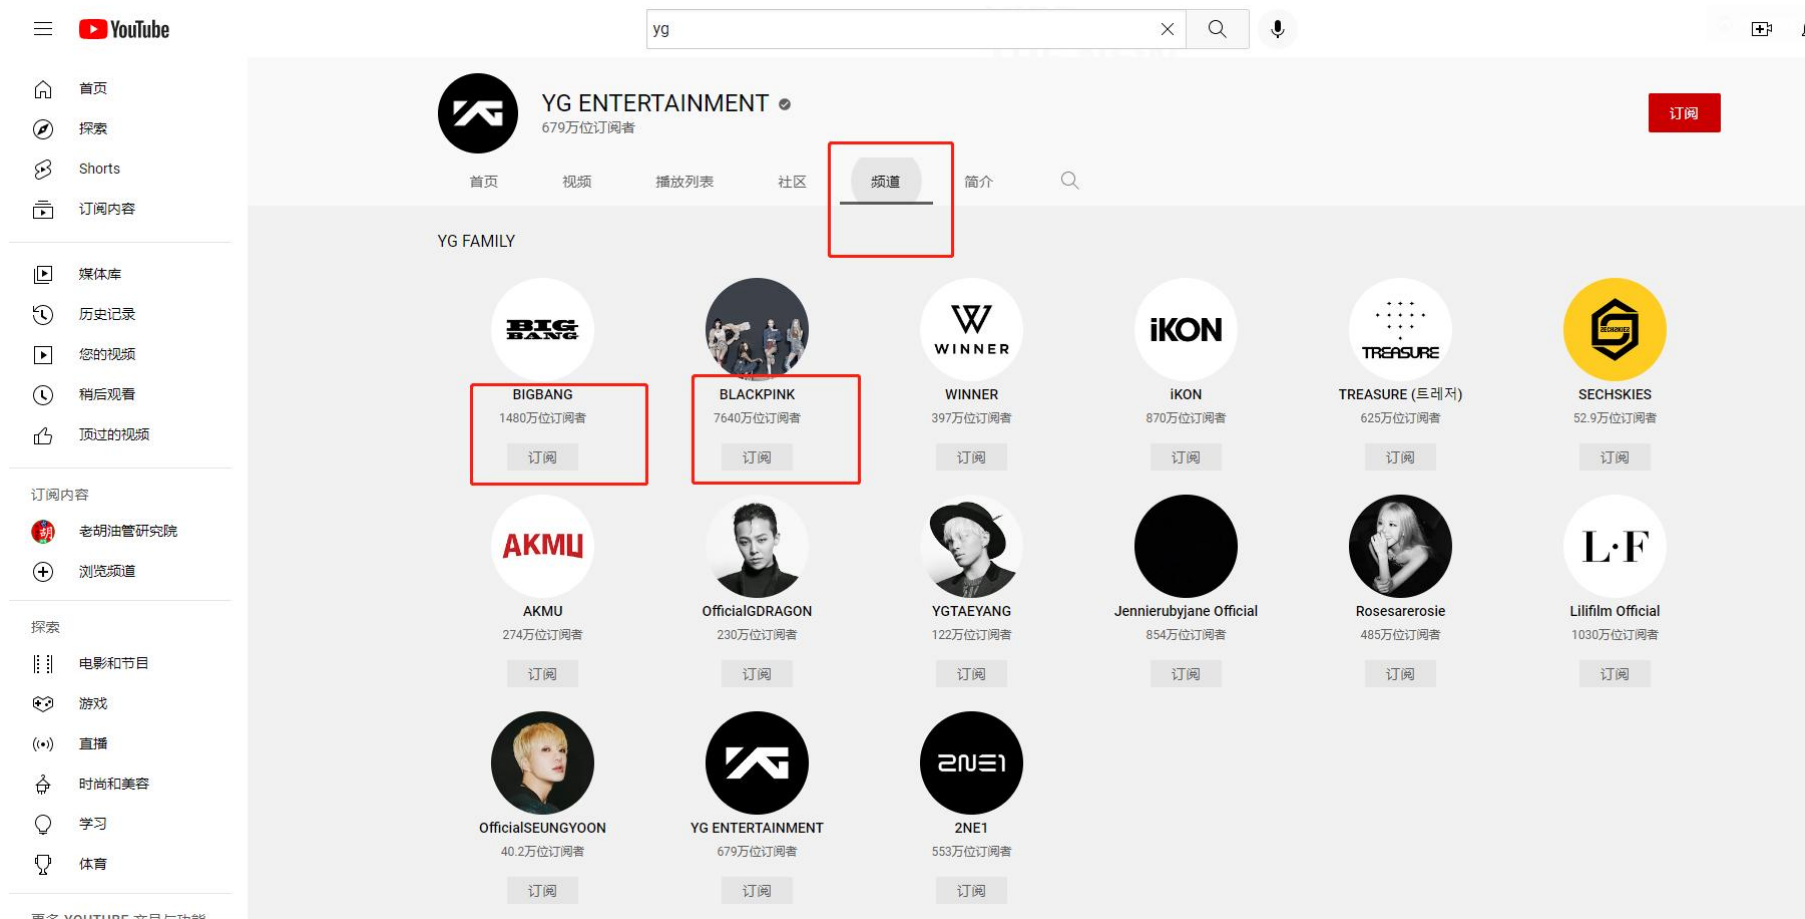 YouTube
yg
首页
探索
Shorts
订阅内容
媒体库
历史记录
您的视频
稍后观看
顶过的视频
订阅内容
胡
老胡油管研究院
浏览频道
探索
电影和节目
游戏
直播
时尚和美容
学习
体育
YG ENTERTAINMENT
679万位订阅者
订阅
首页 视频 播放列表 社区 频道 简介
YG FAMILY
BIG BANG
WINNER
iKON
TREASURE
SECHSKIES
BIGBANG BLACKPINK WINNER iKON TREASURE (트레저) SECHSKIES
1480万位订阅者 7640万位订阅者 397万位订阅者 870万位订阅者 625万位订阅者 52.9万位订阅者
订阅 订阅 订阅 订阅 订阅 订阅
AKMU
L·F
AKMU OfficialGDRAGON YGTAEYANG Jennierubyjane Official Rosesarerosie Lilifilm Official
274万位订阅者 230万位订阅者 122万位订阅者 854万位订阅者 485万位订阅者 1030万位订阅者
订阅 订阅 订阅 订阅 订阅 订阅
YG
2NE1
OfficialSEUNGYOON YG ENTERTAINMENT 2NE1
40.2万位订阅者 679万位订阅者 553万位订阅者
订阅 订阅 订阅